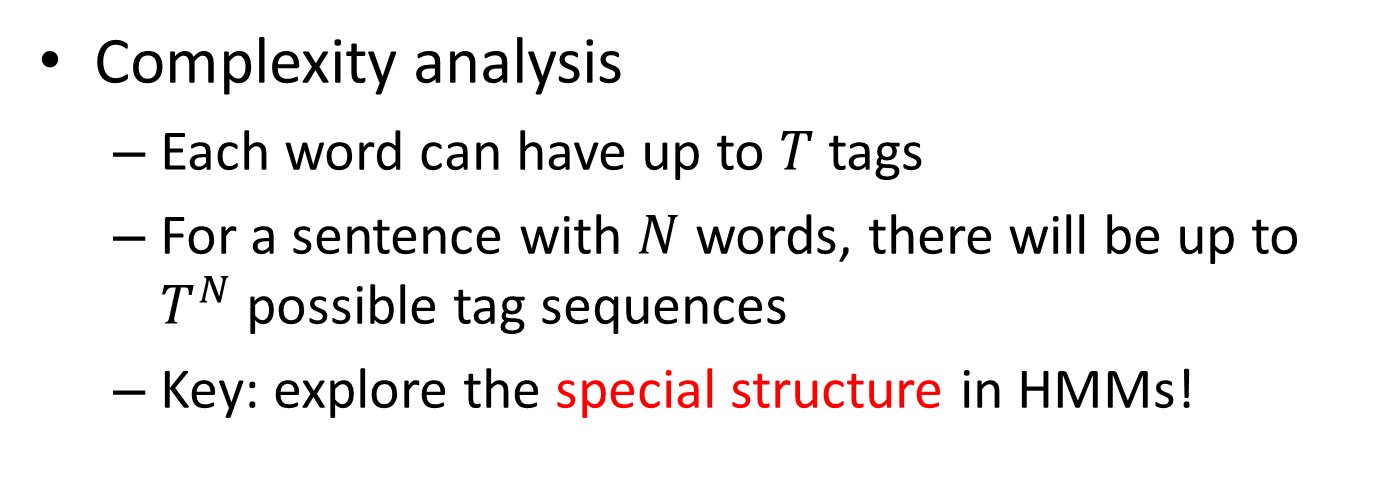 • Complexity analysis
– Each word can have up to T tags
– For a sentence with N words, there will be up to
T^N possible tag sequences
– Key: explore the special structure in HMMs!